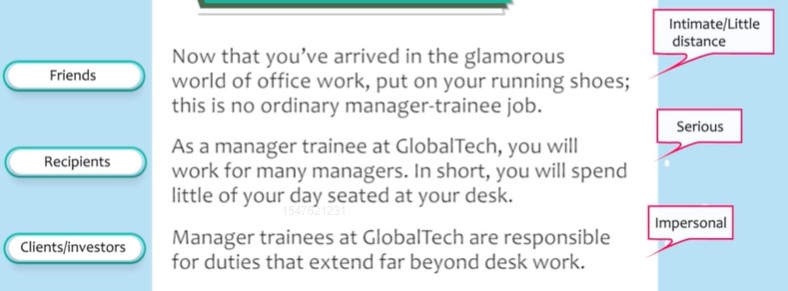 Intimate/Little
distance
Friends
Now that you've arrived in the glamorous
world of office work, put on your running shoes;
this is no ordinary manager-trainee job.
Serious
Recipients
As a manager trainee at GlobalTech, you will
work for many managers. In short, you will spend
little of your day seated at your desk.
1647621231
Impersonal
Clients/investors
Manager trainees at GlobalTech are responsible
for duties that extend far beyond desk work.